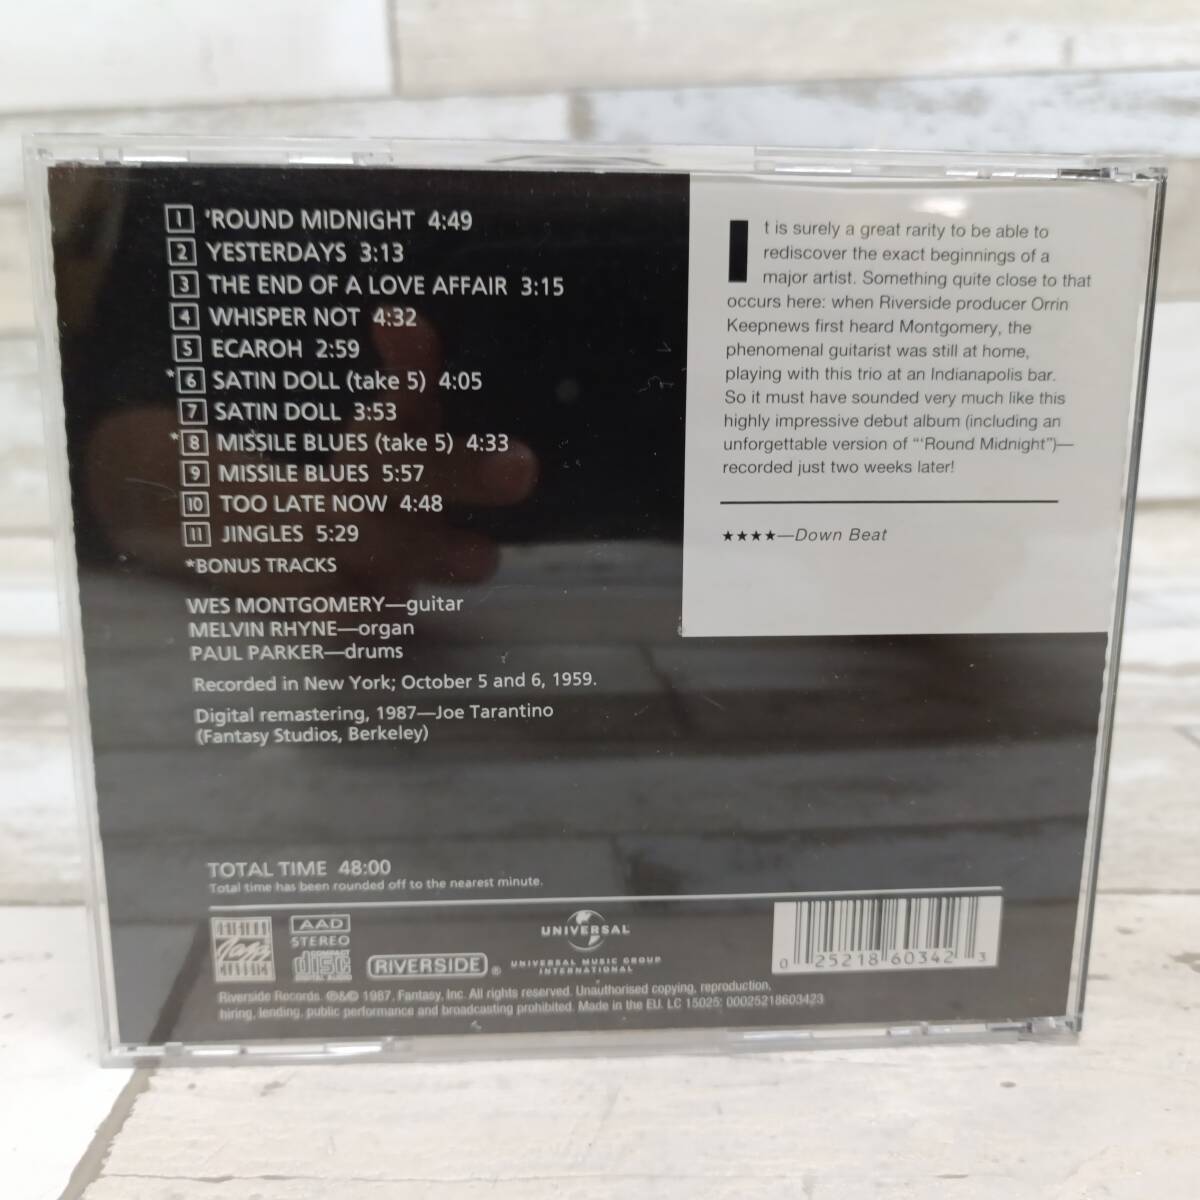 1 'ROUND MIDNIGHT 4:49
2 YESTERDAYS 3:13
3 THE END OF A LOVE AFFAIR 3:15
4 WHISPER NOT 4:32
5 ECAROH 2:59
*6 SATIN DOLL (take 5) 4:05
7 SATIN DOLL 3:53
*8 MISSILE BLUES (take 5) 4:33
9 MISSILE BLUES 5:57
10 TOO LATE NOW 4:48
11 JINGLES 5:29
*BONUS TRACKS
WES MONTGOMERY—guitar
MELVIN RHYNE—organ
PAUL PARKER—drums
Recorded in New York; October 5 and 6, 1959.
Digital remastering, 1987—Joe Tarantino
(Fantasy Studios, Berkeley)
It is surely a great rarity to be able to
rediscover the exact beginnings of a
major artist. Something quite close to that
occurs here: when Riverside producer Orrin
Keepnews first heard Montgomery, the
phenomenal guitarist was still at home,
playing with this trio at an Indianapolis bar.
So it must have sounded very much like this
highly impressive debut album (including an
unforgettable version of “‘Round Midnight”)—
recorded just two weeks later!
★★★★—Down Beat
TOTAL TIME 48:00
Total time has been rounded off to the nearest minute.
Jazz
AAD
STEREO
COMPACT
disc
DIGITAL AUDIO
RIVERSIDE®
UNIVERSAL
UNIVERSAL MUSIC GROUP
INTERNATIONAL
0 25218 60342 3
Riverside Records. ℗&© 1987, Fantasy, Inc. All rights reserved. Unauthorised copying, reproduction,
hiring, lending, public performance and broadcasting prohibited. Made in the EU. LC 15025: 00025218603423